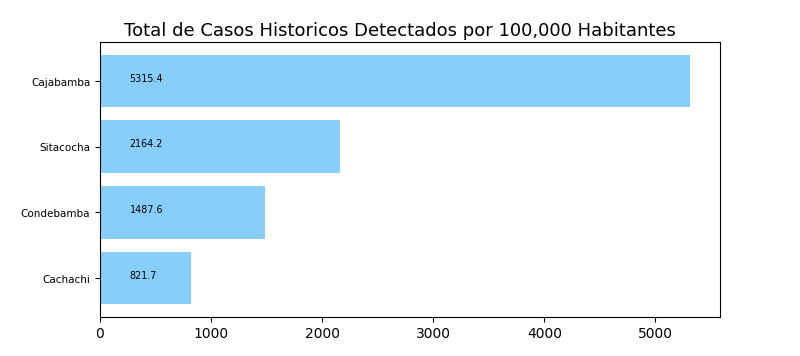 Total de Casos Historicos Detectados por 100,000 Habitantes
Cajabamba 5315.4
Sitacocha 2164.2
Condebamba 1487.6
Cachachi 821.7
0 1000 2000 3000 4000 5000